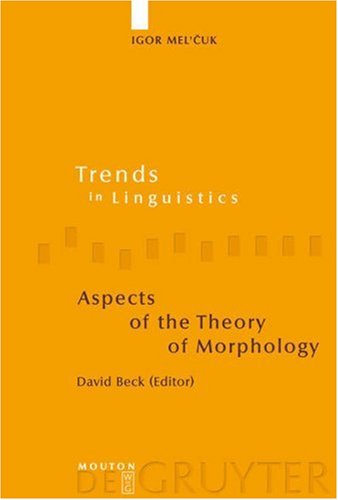 IGOR MEL'ČUK
Trends
in Linguistics
Aspects
of the Theory
of Morphology
David Beck (Editor)
MOUTON
DE GRUYTER